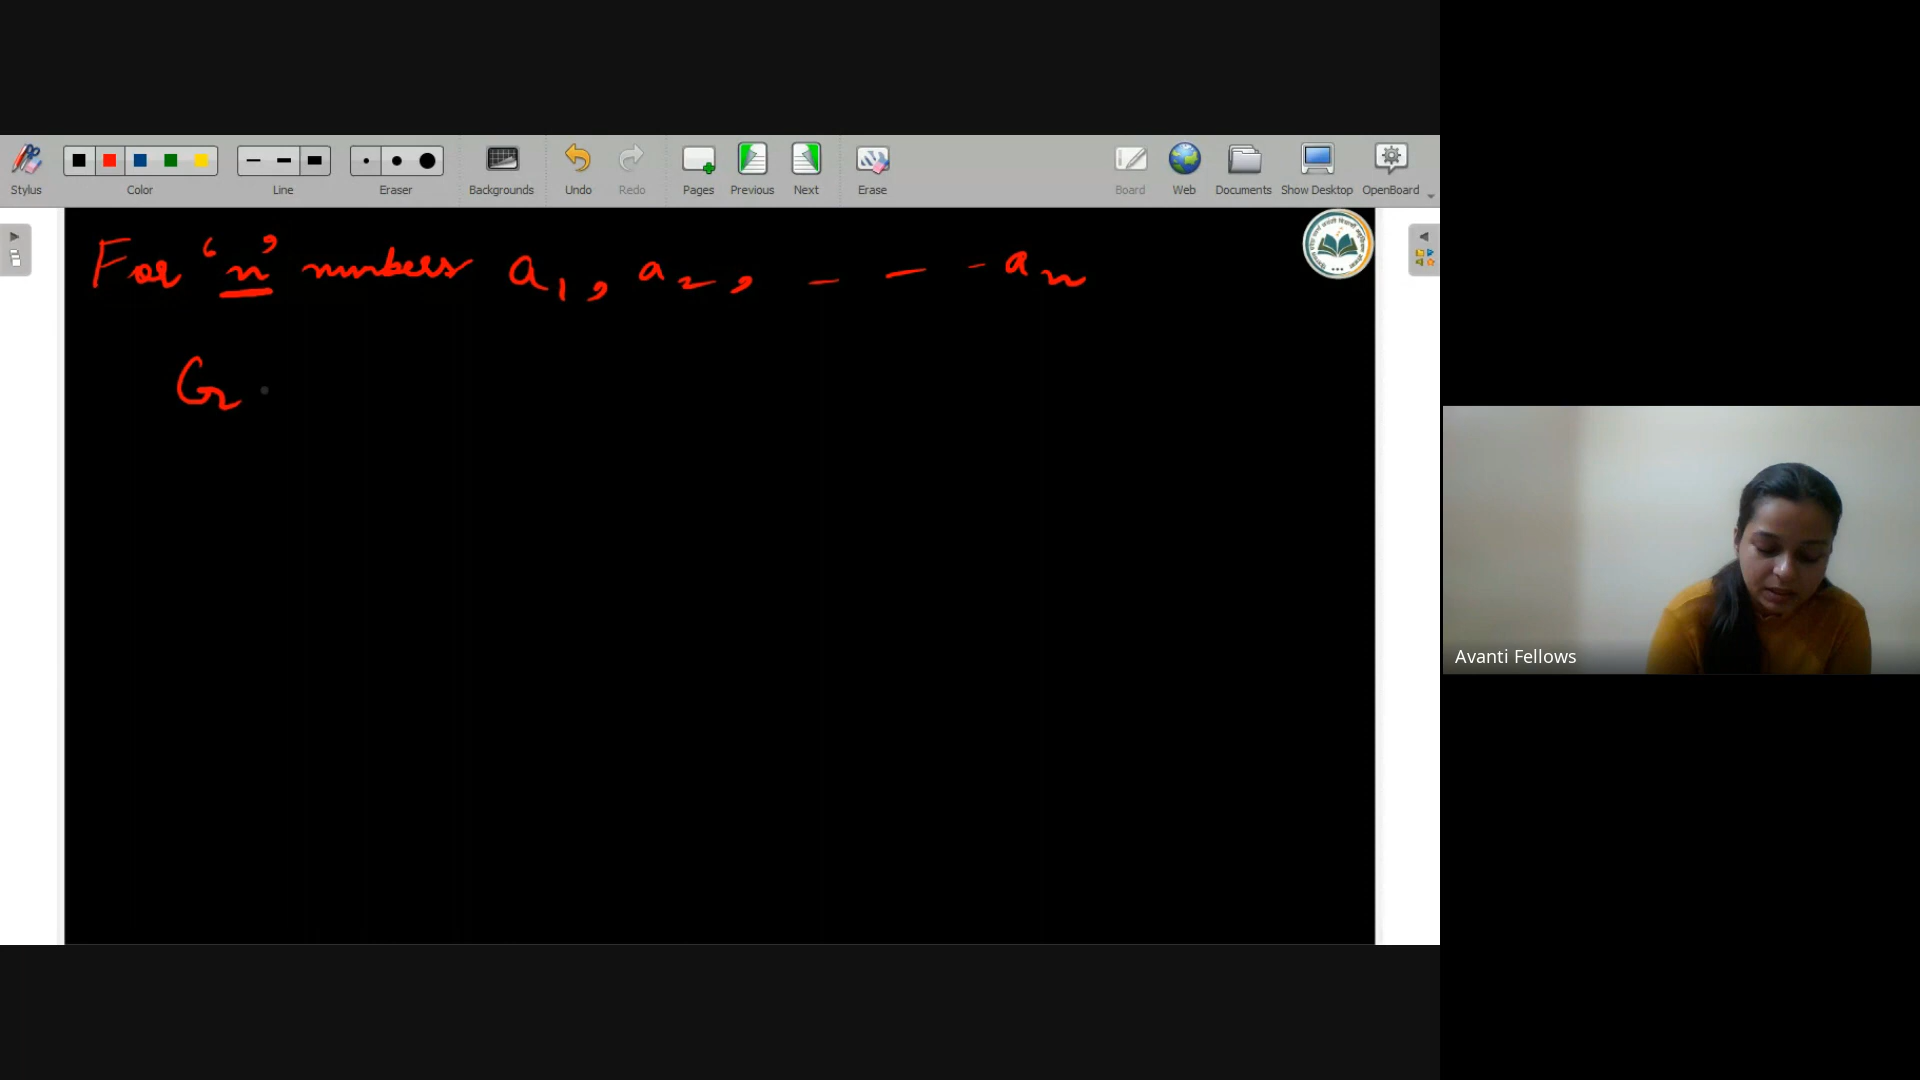 Stylus Color Line Eraser Backgrounds Undo Redo Pages Previous Next Erase Board Web Documents Show Desktop OpenBoard
For ‘n’ numbers a₁, a₂, - - - aₙ
G
Avanti Fellows